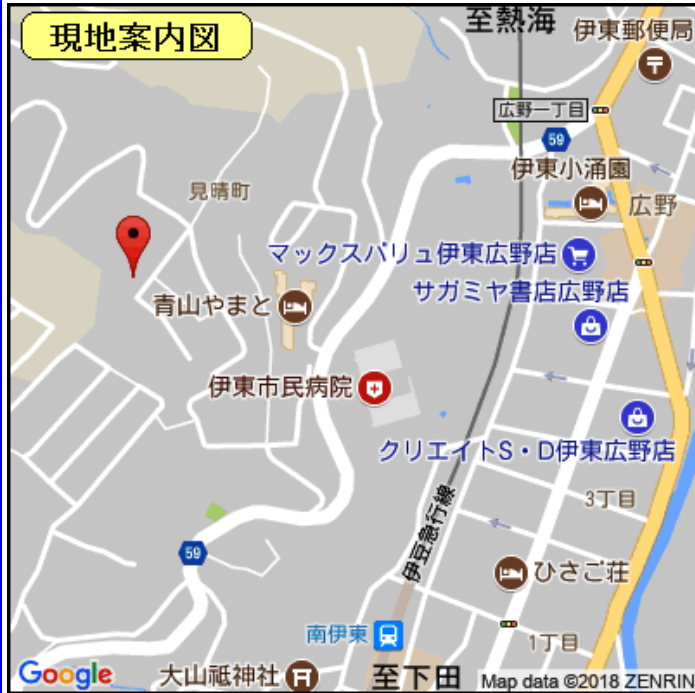 現地案内図
至熱海
伊東郵便局
広野一丁目
59
伊東小涌園
見晴町
広野
マックスバリュ伊東広野店
サガミヤ書店広野店
青山やまと
伊東市民病院
クリエイトS・D伊東広野店
3丁目
伊豆急行線
59
ひさご荘
南伊東
1丁目
Google
大山祗神社
至下田
Map data ©2018 ZENRIN